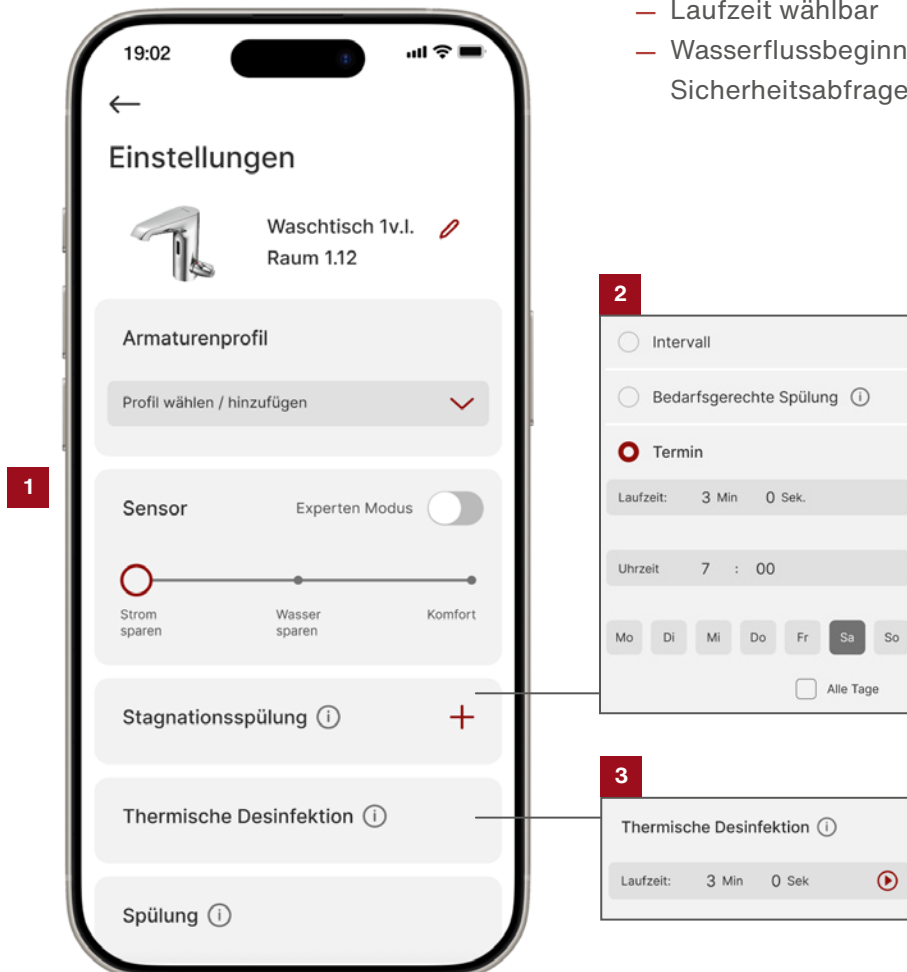 — Laufzeit wählbar
— Wasserflussbeginn
Sicherheitsabfrage
19:02
Einstellungen
Waschtisch 1v.l.
Raum 1.12
Armaturenprofil
Profil wählen / hinzufügen
1
Sensor Experten Modus
Strom sparen
Wasser sparen
Komfort
Stagnationsspülung
Thermische Desinfektion
Spülung
2
Intervall
Bedarfsgerechte Spülung
Termin
Laufzeit: 3 Min 0 Sek.
Uhrzeit 7 : 00
Mo Di Mi Do Fr Sa So
Alle Tage
3
Thermische Desinfektion
Laufzeit: 3 Min 0 Sek